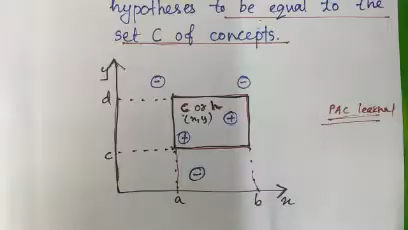 hypotheses to be equal to the
set C of concepts.
y
d
C or h
(x,y)
PAC learnal
c
a
b
x